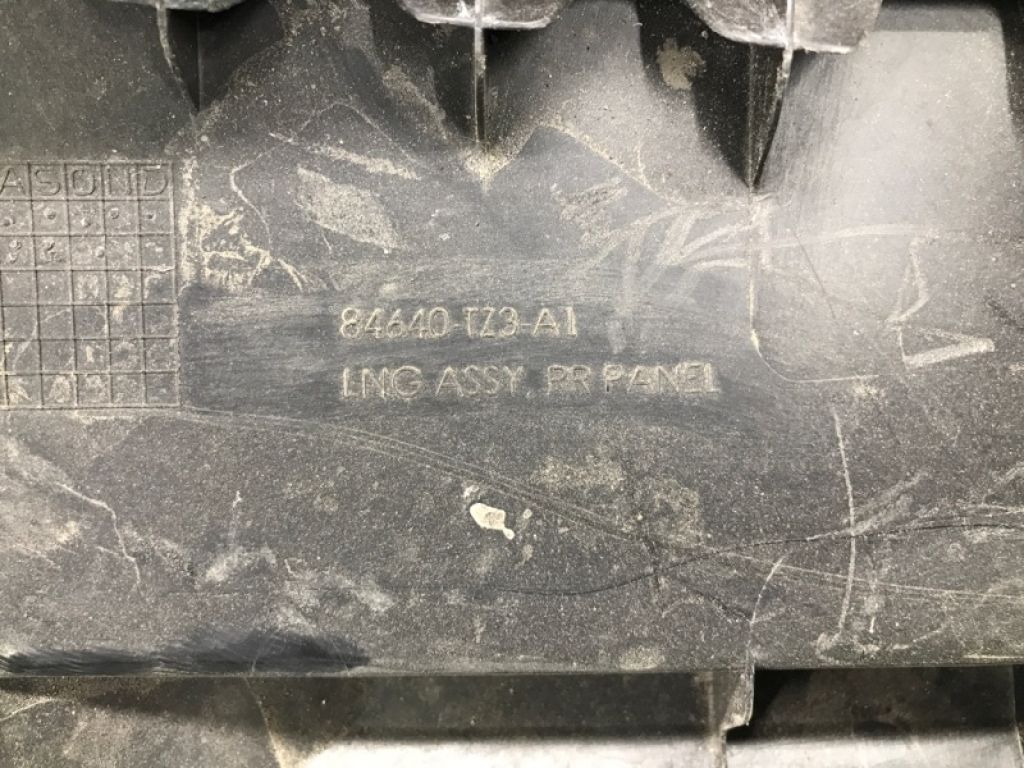 ASOND
84640-TZ3-A1
LNG ASSY, RR PANEL